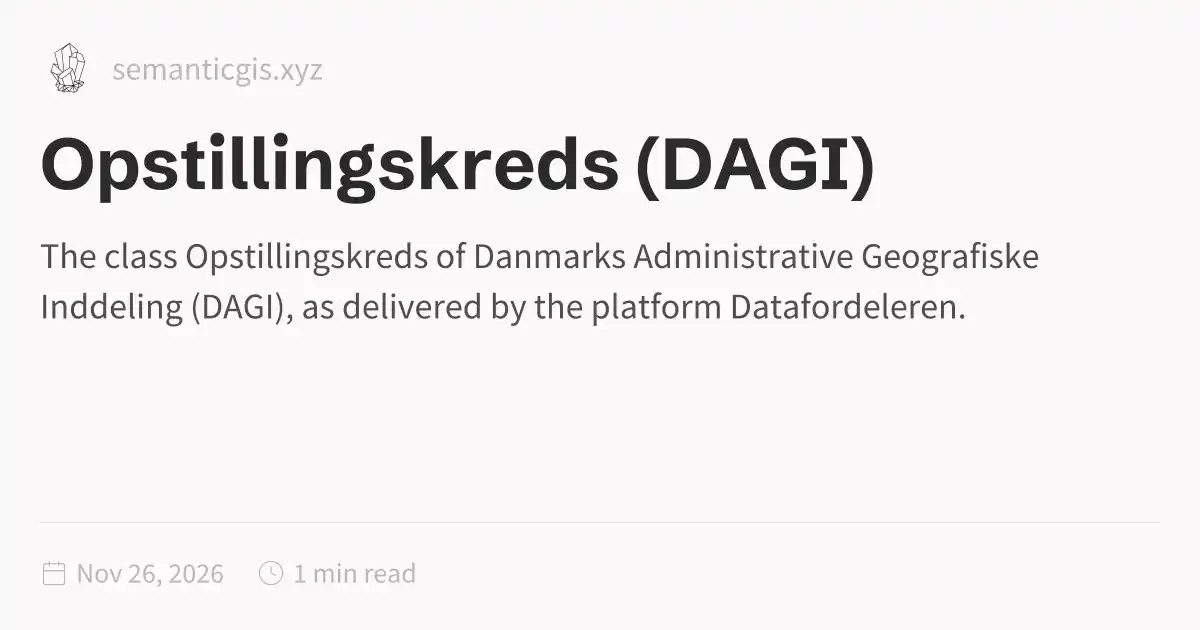 semanticgis.xyz
Opstillingskreds (DAGI)
The class Opstillingskreds of Danmarks Administrative Geografiske
Inddeling (DAGI), as delivered by the platform Datafordeleren.
Nov 26, 2026 1 min read